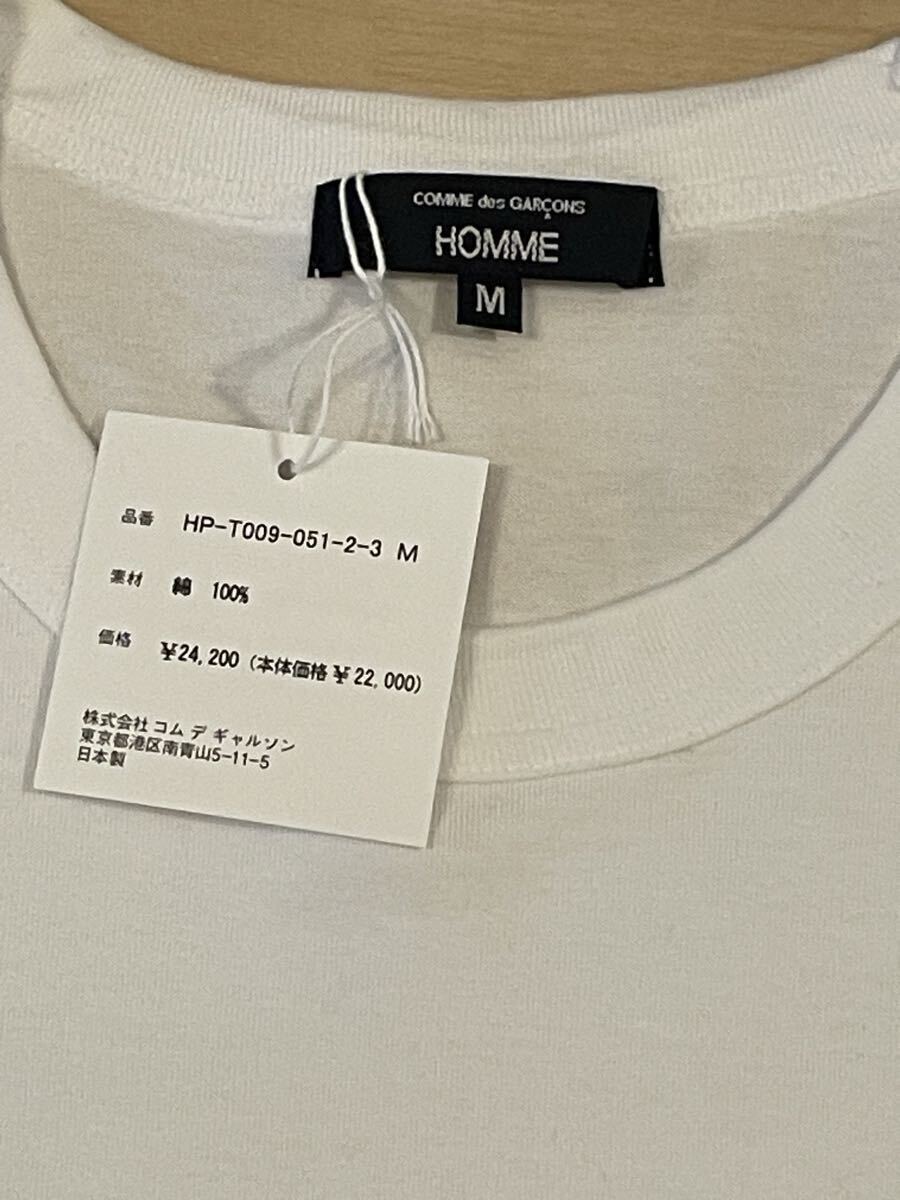 COMME des GARÇONS
HOMME
M
品番 HP-T009-051-2-3 M
素材 綿 100%
価格 ¥24,200 (本体価格 ¥22,000)
株式会社 コム デ ギャルソン
東京都港区南青山5-11-5
日本製